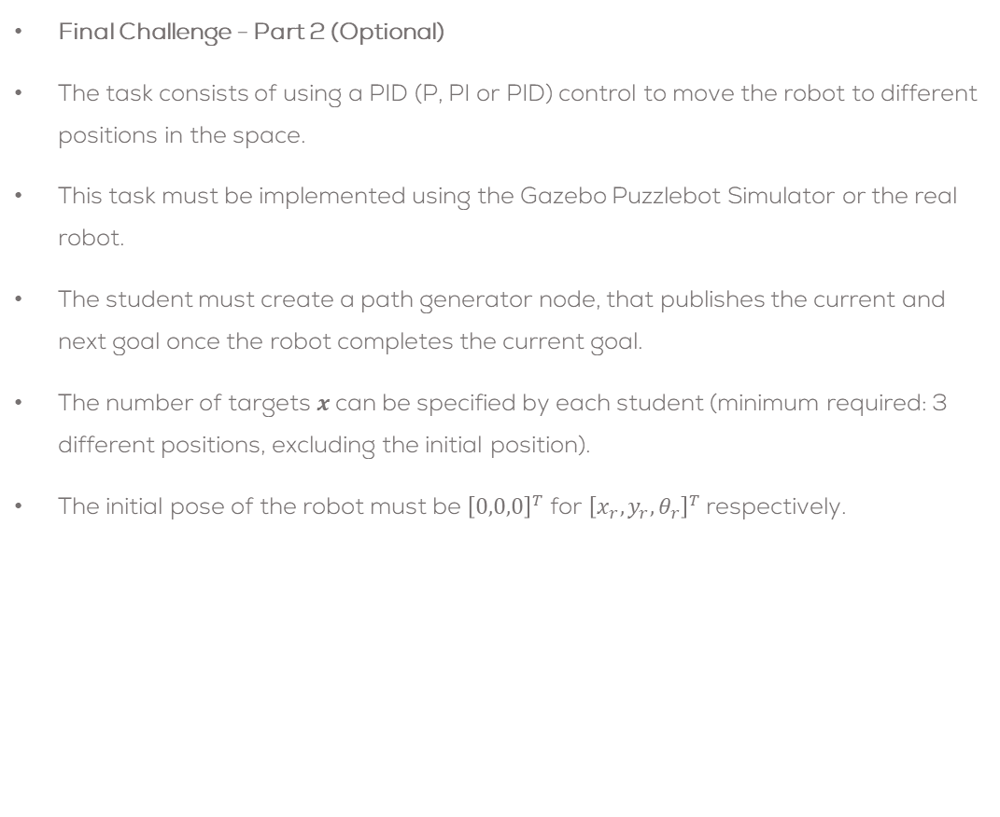 • Final Challenge – Part 2 (Optional)
• The task consists of using a PID (P, PI or PID) control to move the robot to different
positions in the space.
• This task must be implemented using the Gazebo Puzzlebot Simulator or the real
robot.
• The student must create a path generator node, that publishes the current and
next goal once the robot completes the current goal.
• The number of targets x can be specified by each student (minimum required: 3
different positions, excluding the initial position).
• The initial pose of the robot must be [0,0,0]ᵀ for [xᵣ, yᵣ, θᵣ]ᵀ respectively.